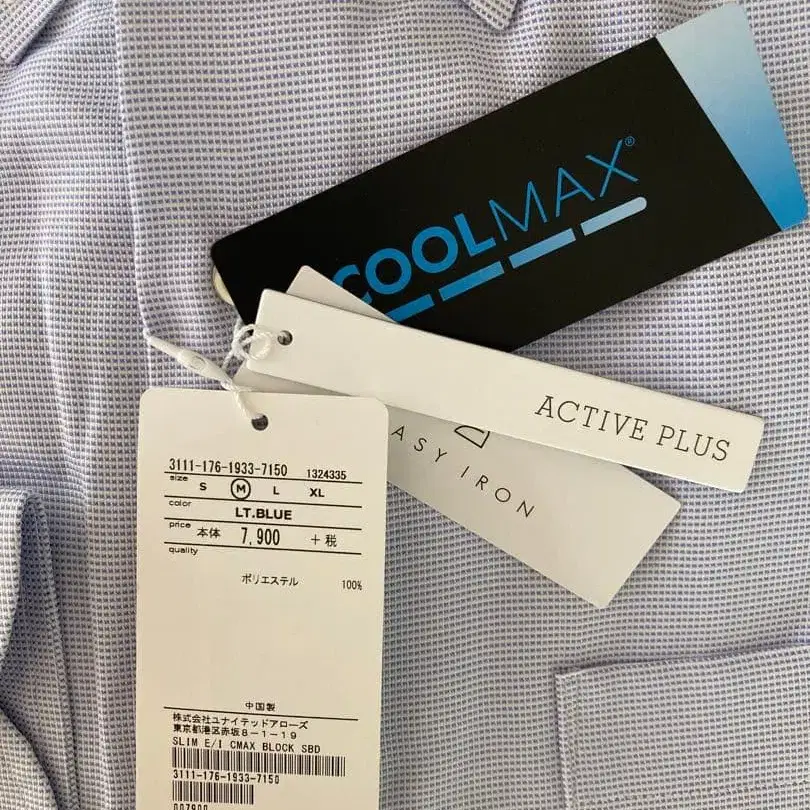 COOLMAX®
ACTIVE PLUS
EASY IRON
3111-176-1933-7150 1324335
size S M L XL
color
LT.BLUE
price 本体 7,900 +税
quality
ポリエステル 100%
中国製
株式会社ユナイテッドアローズ
東京都港区赤坂8-1-19
SLIM E/I CMAX BLOCK SBD
3111-176-1933-7150
007900